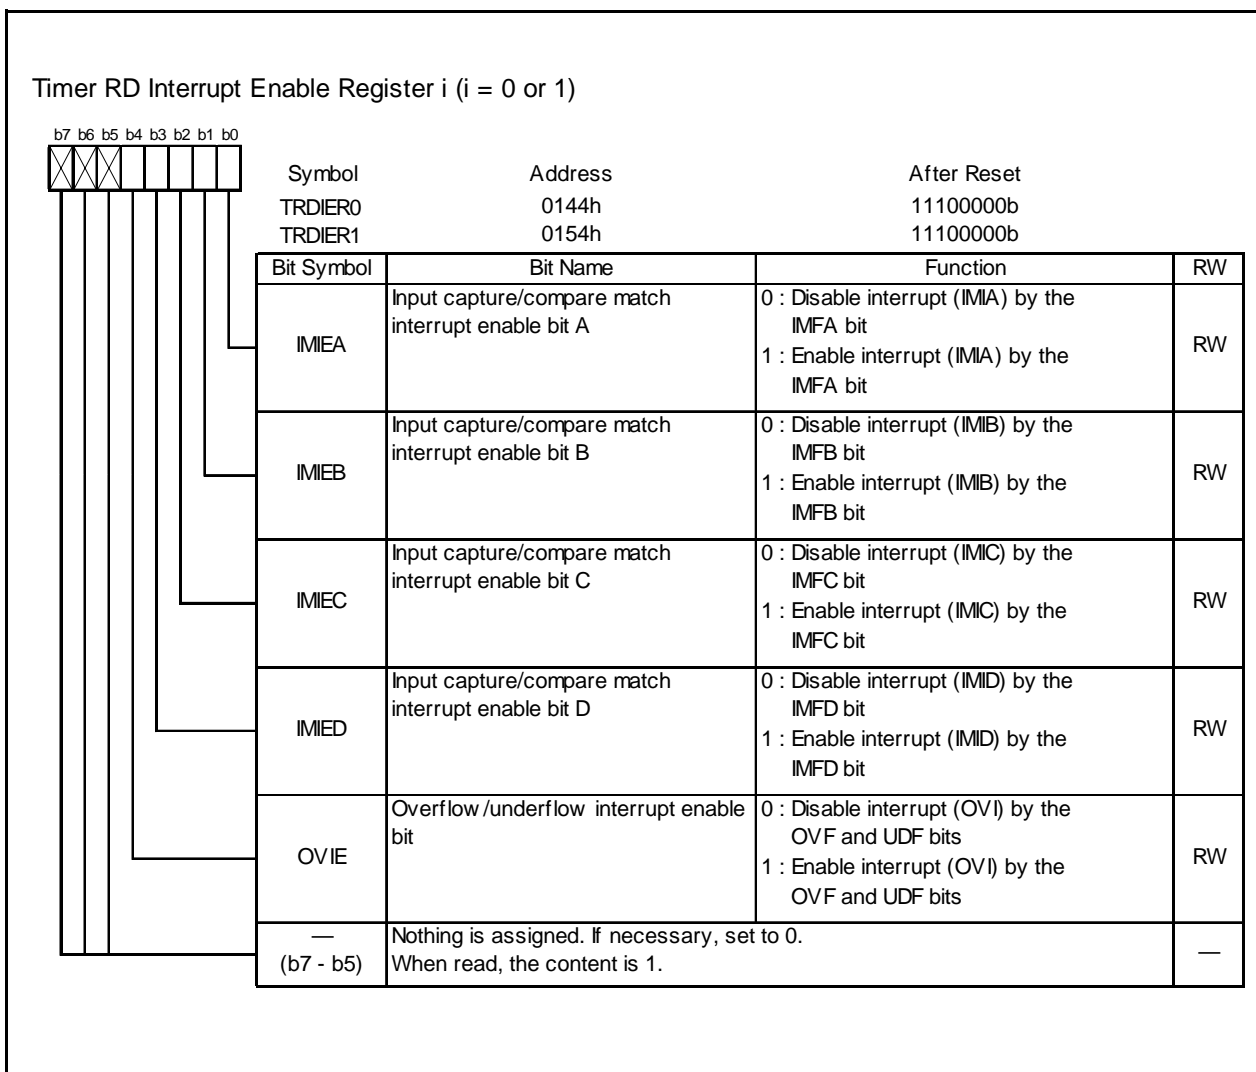 Timer RD Interrupt Enable Register i (i = 0 or 1)
b7 b6 b5 b4 b3 b2 b1 b0
Symbol Address After Reset
TRDIER0 0144h 11100000b
TRDIER1 0154h 11100000b
Bit Symbol Bit Name Function RW
IMIEA
Input capture/compare match
interrupt enable bit A
0 : Disable interrupt (IMIA) by the
IMFA bit
1 : Enable interrupt (IMIA) by the
IMFA bit
RW
IMIEB
Input capture/compare match
interrupt enable bit B
0 : Disable interrupt (IMIB) by the
IMFB bit
1 : Enable interrupt (IMIB) by the
IMFB bit
RW
IMIEC
Input capture/compare match
interrupt enable bit C
0 : Disable interrupt (IMIC) by the
IMFC bit
1 : Enable interrupt (IMIC) by the
IMFC bit
RW
IMIED
Input capture/compare match
interrupt enable bit D
0 : Disable interrupt (IMID) by the
IMFD bit
1 : Enable interrupt (IMID) by the
IMFD bit
RW
OVIE
Overflow/underflow interrupt enable
bit
0 : Disable interrupt (OVI) by the
OVF and UDF bits
1 : Enable interrupt (OVI) by the
OVF and UDF bits
RW
—
(b7 - b5)
Nothing is assigned. If necessary, set to 0.
When read, the content is 1.
—